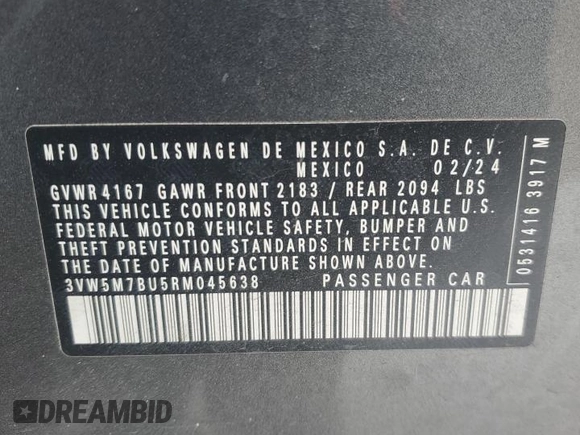 MFD BY VOLKSWAGEN DE MEXICO S.A. DE C.V.
MEXICO 02/24
GVWR 4167 GAWR FRONT 2183 / REAR 2094 LBS
THIS VEHICLE CONFORMS TO ALL APPLICABLE U.S.
FEDERAL MOTOR VEHICLE SAFETY, BUMPER AND
THEFT PREVENTION STANDARDS IN EFFECT ON
THE DATE OF MANUFACTURE SHOWN ABOVE.
3VW5M7BU5RM045638 PASSENGER CAR
0531416 3917 M
DREAMBID